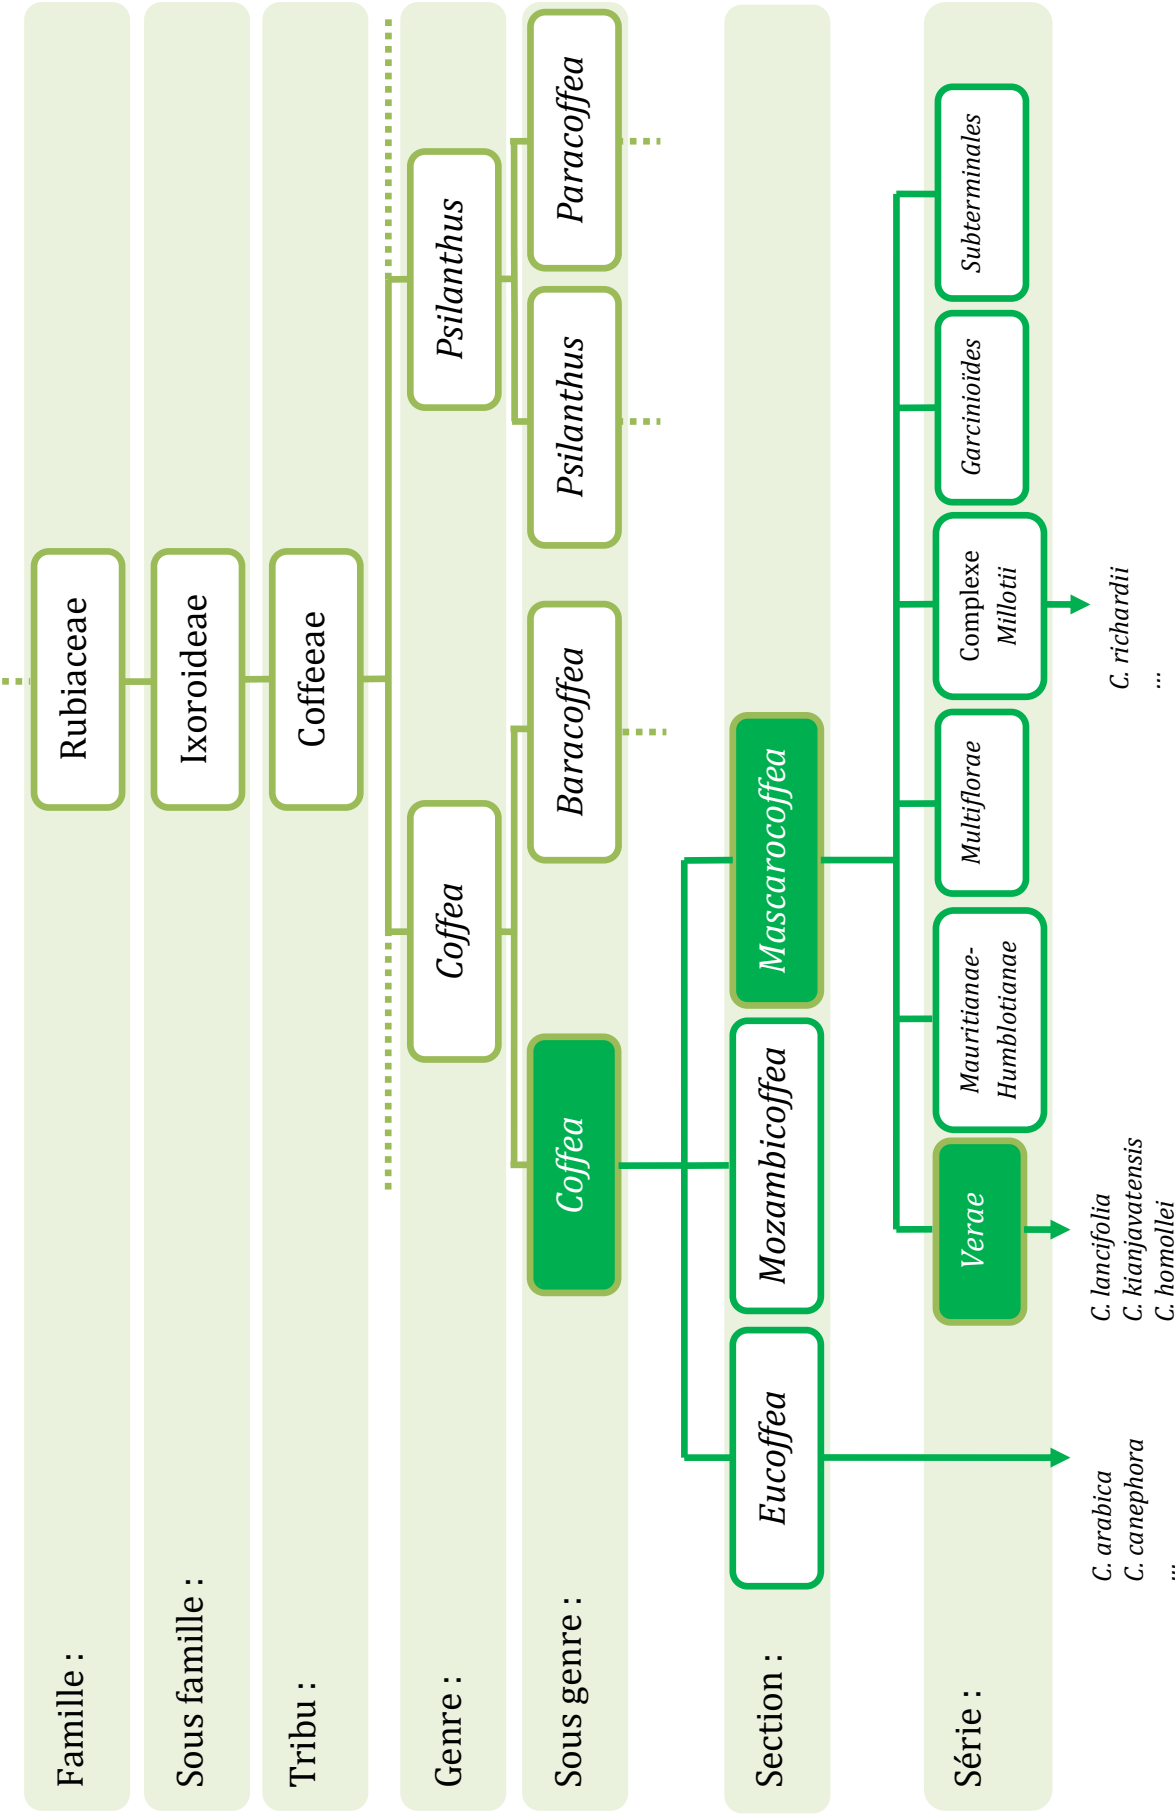 Famille :
Rubiaceae
Sous famille :
Ixoroideae
Tribu :
Coffeeae
Genre :
Coffea
Psilanthus
Sous genre :
Coffea
Baracoffea
Psilanthus
Paracoffea
Section :
Eucoffea
Mozambicoffea
Mascarocoffea
Série :
Verae
Mauritianae-
Humblotianae
Multiflorae
Complexe
Millotii
Garcinioïdes
Subterminales
C. arabica
C. canephora
...
C. lancifolia
C. kianjavatensis
C. homollei
C. richardii
...